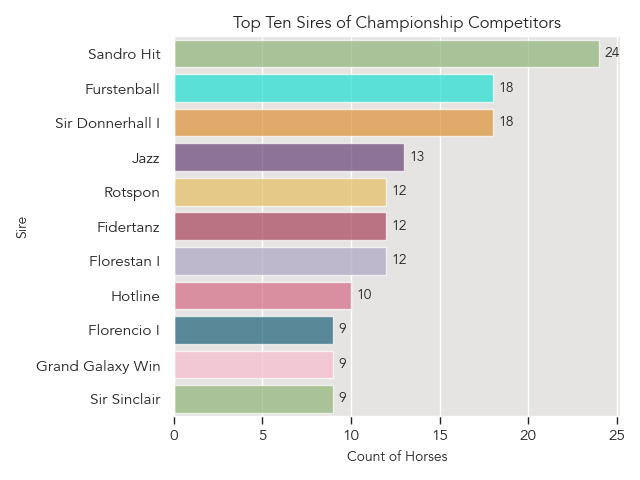 Top Ten Sires of Championship Competitors
Sandro Hit 24
Furstenball 18
Sir Donnerhall I 18
Jazz 13
Rotspon 12
Fidertanz 12
Florestan I 12
Hotline 10
Florencio I 9
Grand Galaxy Win 9
Sir Sinclair 9
Sire
0 5 10 15 20 25
Count of Horses